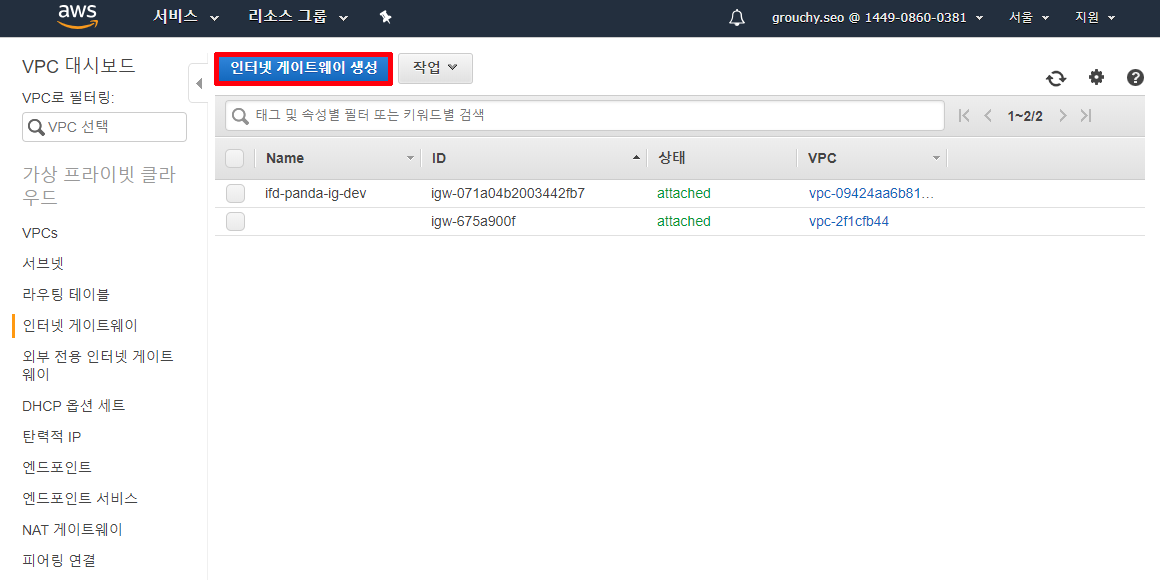 aws 서비스 리소스 그룹 grouchy.seo @ 1449-0860-0381 서울 지원
VPC 대시보드
VPC로 필터링:
VPC 선택
가상 프라이빗 클라
우드
VPCs
서브넷
라우팅 테이블
인터넷 게이트웨이
외부 전용 인터넷 게이트
웨이
DHCP 옵션 세트
탄력적 IP
엔드포인트
엔드포인트 서비스
NAT 게이트웨이
피어링 연결
인터넷 게이트웨이 생성 작업
태그 및 속성별 필터 또는 키워드별 검색 1~2/2
Name ID 상태 VPC
ifd-panda-ig-dev igw-071a04b2003442fb7 attached vpc-09424aa6b81…
igw-675a900f attached vpc-2f1cfb44